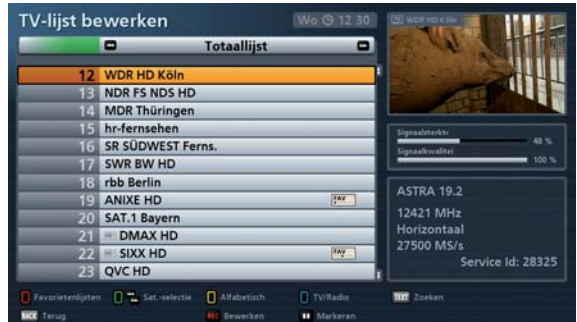 TV-lijst bewerken
Wo 12 30
TV WDR HD Köln
Totaallijst
12 WDR HD Köln
13 NDR FS NDS HD
14 MDR Thüringen
15 hr-fernsehen
16 SR SÜDWEST Ferns.
17 SWR BW HD
18 rbb Berlin
19 ANIXE HD FAV
20 SAT.1 Bayern
21 DMAX HD
22 SIXX HD FAV
23 QVC HD
Signaalsterkte
48 %
Signaalkwaliteit
100 %
ASTRA 19.2
12421 MHz
Horizontaal
27500 MS/s
Service Id: 28325
Favorietenlijsten
Sat.-selectie
Alfabetisch
TV/Radio
TEXT Zoeken
BACK Terug
REC Bewerken
Markeren